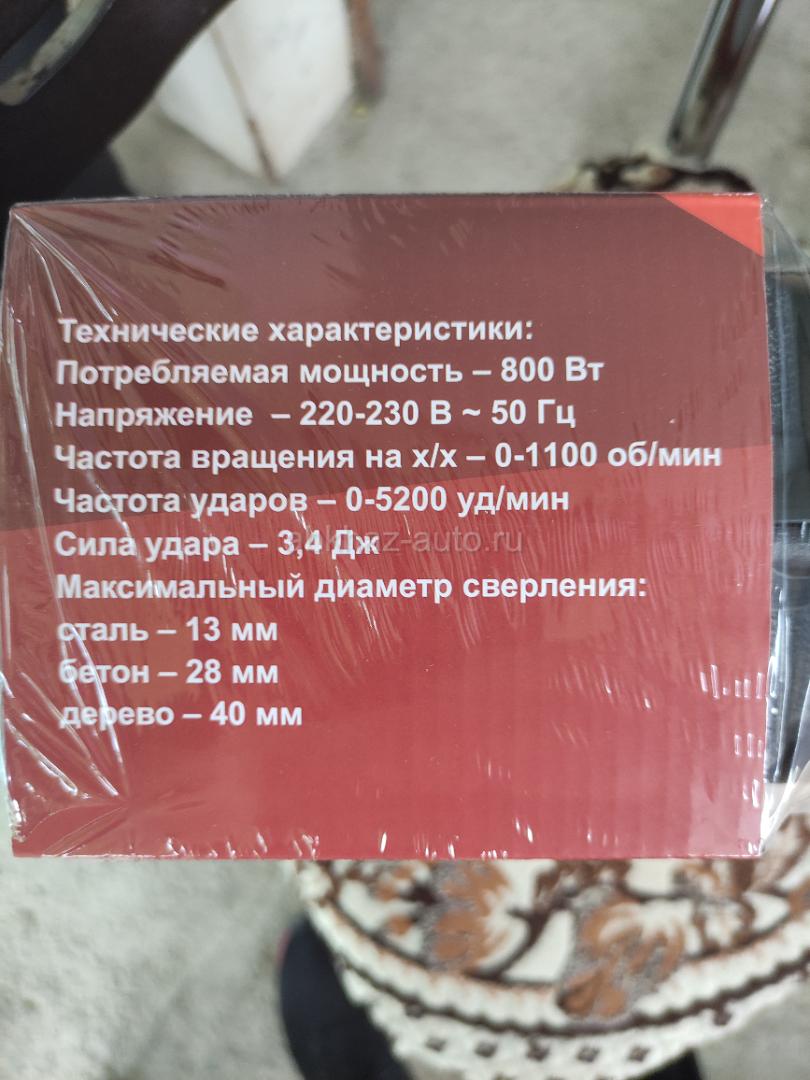 Технические характеристики:
Потребляемая мощность – 800 Вт
Напряжение – 220-230 В ~ 50 Гц
Частота вращения на х/х – 0-1100 об/мин
Частота ударов – 0-5200 уд/мин
Сила удара – 3,4 Дж
Максимальный диаметр сверления:
сталь – 13 мм
бетон – 28 мм
дерево – 40 мм